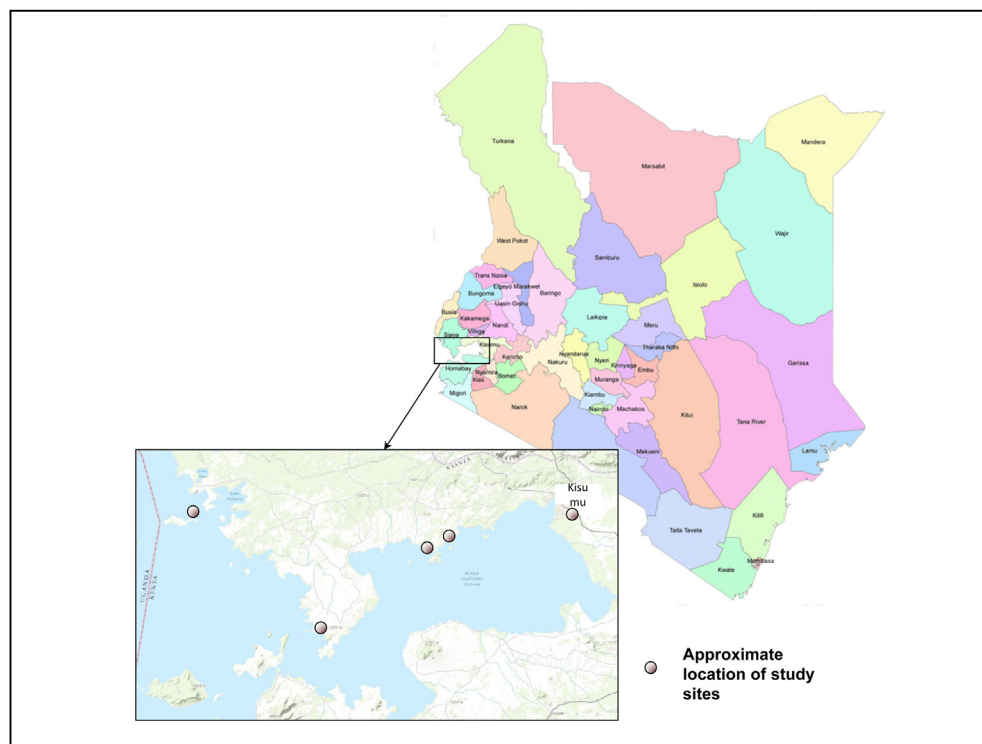 Turkana
Marsabit
Mandera
Wajir
West Pokot
Samburu
Isiolo
Trans Nzoia
Elgeyo Marakwet
Baringo
Bungoma
Uasin Gishu
Busia
Kakamega
Laikipia
Meru
Siaya
Vihiga
Nandi
Kisumu
Tharaka Nithi
Garissa
Kericho
Nakuru
Nyandarua
Nyeri
Kirinyaga
Embu
Homabay
Nyamira
Bomet
Muranga
Kisii
Migori
Narok
Kiambu
Nairobi
Machakos
Kitui
Tana River
Makueni
Lamu
Taita Taveta
Kilifi
Mombasa
Kwale
NYANZA
Kisu
mu
UGANDA
KENYA
Approximate
location of study
sites